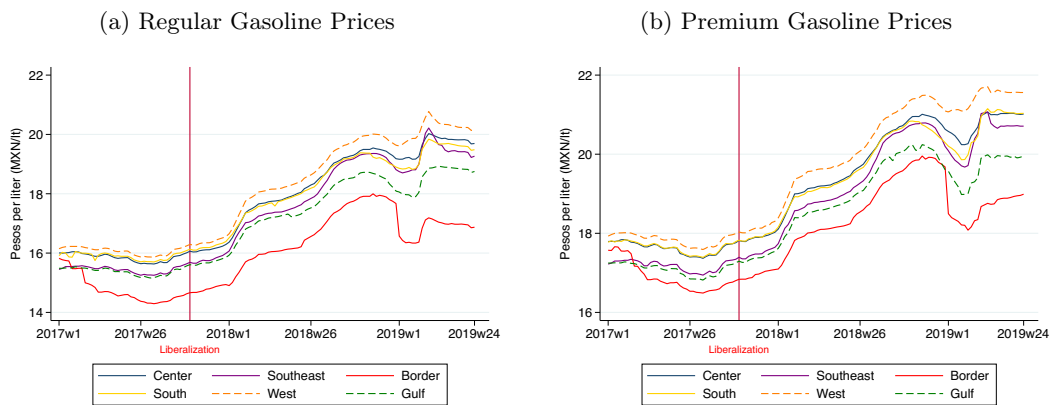 (a) Regular Gasoline Prices
Pesos per liter (MXN/lt)
22
20
18
16
14
2017w1 2017w26 2018w1 2018w26 2019w1 2019w24
Liberalization
Center Southeast Border
South West Gulf
(b) Premium Gasoline Prices
Pesos per liter (MXN/lt)
22
20
18
16
2017w1 2017w26 2018w1 2018w26 2019w1 2019w24
Liberalization
Center Southeast Border
South West Gulf